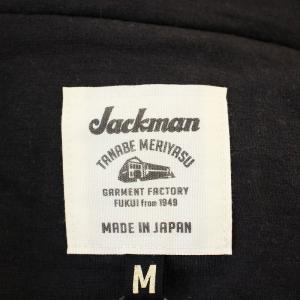 Jackman
TANABE MERIYASU
GARMENT FACTORY
FUKUI from 1949
MADE IN JAPAN
M